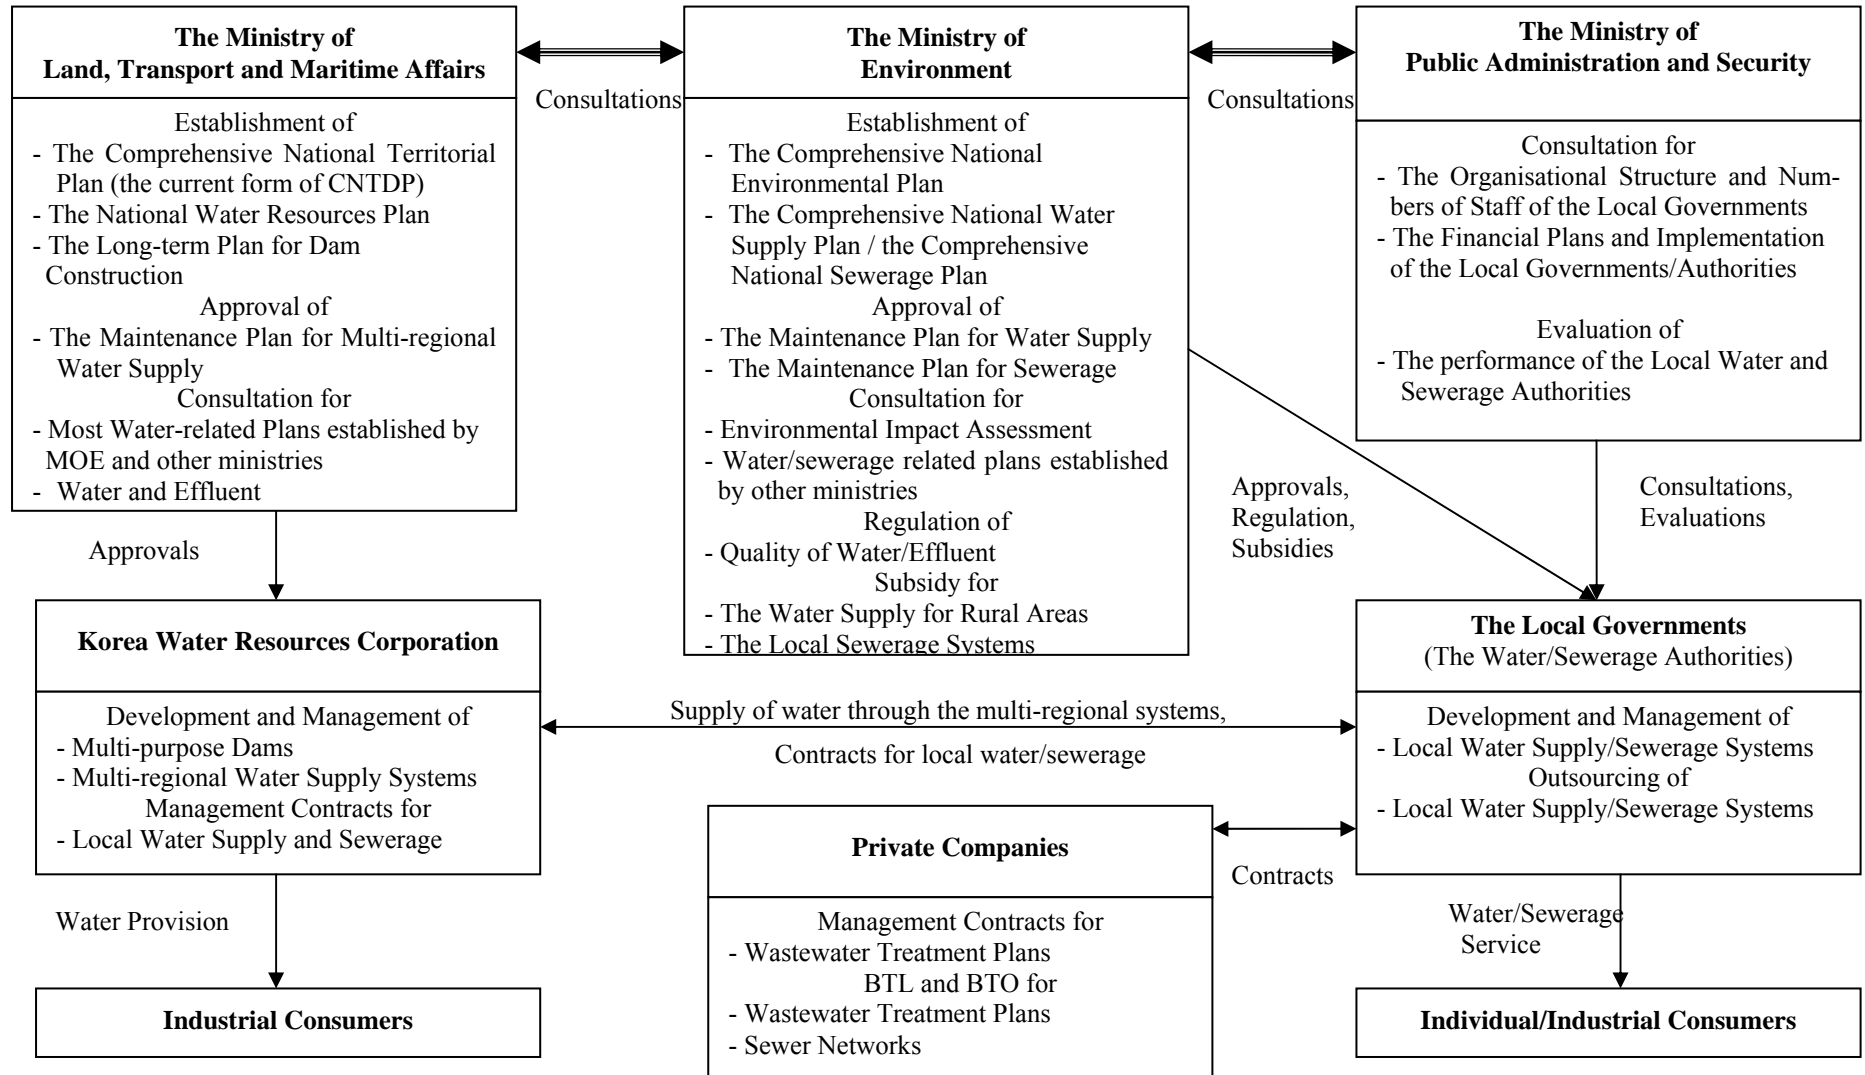 The Ministry of
Land, Transport and Maritime Affairs
Establishment of
- The Comprehensive National Territorial
Plan (the current form of CNTDP)
- The National Water Resources Plan
- The Long-term Plan for Dam
Construction
Approval of
- The Maintenance Plan for Multi-regional
Water Supply
Consultation for
- Most Water-related Plans established by
MOE and other ministries
- Water and Effluent
Consultations
The Ministry of
Environment
Establishment of
- The Comprehensive National
Environmental Plan
- The Comprehensive National Water
Supply Plan / the Comprehensive
National Sewerage Plan
Approval of
- The Maintenance Plan for Water Supply
- The Maintenance Plan for Sewerage
Consultation for
- Environmental Impact Assessment
- Water/sewerage related plans established
by other ministries
Regulation of
- Quality of Water/Effluent
Subsidy for
- The Water Supply for Rural Areas
- The Local Sewerage Systems
Consultations
The Ministry of
Public Administration and Security
Consultation for
- The Organisational Structure and Num-
bers of Staff of the Local Governments
- The Financial Plans and Implementation
of the Local Governments/Authorities
Evaluation of
- The performance of the Local Water and
Sewerage Authorities
Approvals
Approvals,
Regulation,
Subsidies
Consultations,
Evaluations
Korea Water Resources Corporation
Development and Management of
- Multi-purpose Dams
- Multi-regional Water Supply Systems
Management Contracts for
- Local Water Supply and Sewerage
Supply of water through the multi-regional systems,
Contracts for local water/sewerage
The Local Governments
(The Water/Sewerage Authorities)
Development and Management of
- Local Water Supply/Sewerage Systems
Outsourcing of
- Local Water Supply/Sewerage Systems
Private Companies
Management Contracts for
- Wastewater Treatment Plans
BTL and BTO for
- Wastewater Treatment Plans
- Sewer Networks
Contracts
Water Provision
Water/Sewerage
Service
Industrial Consumers
Individual/Industrial Consumers